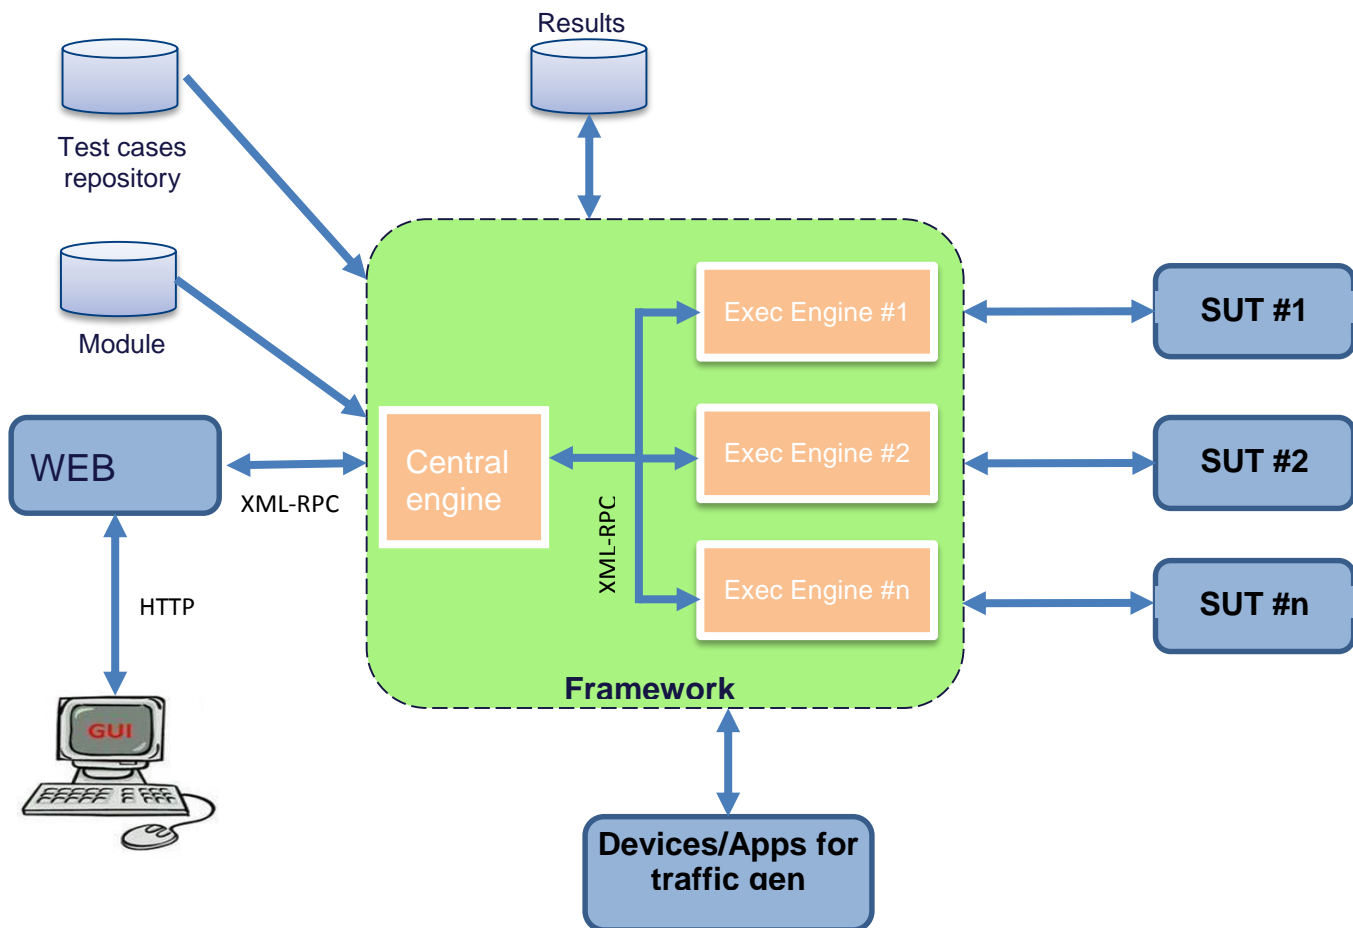 Results
Test cases
repository
Module
Exec Engine #1
SUT #1
WEB
Central
engine
Exec Engine #2
SUT #2
XML-RPC
XML-RPC
HTTP
Exec Engine #n
SUT #n
Framework
GUI
Devices/Apps for
traffic gen